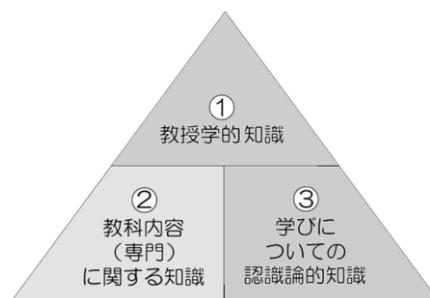 ①
教授学的知識
②
教科内容
（専門）
に関する知識
③
学びに
ついての
認識論的知識